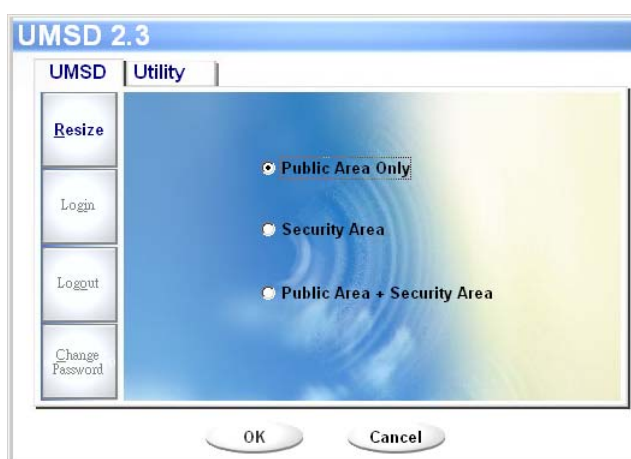 UMSD 2.3
UMSD Utility
Resize
Login
Logout
Change
Password
Public Area Only
Security Area
Public Area + Security Area
OK Cancel